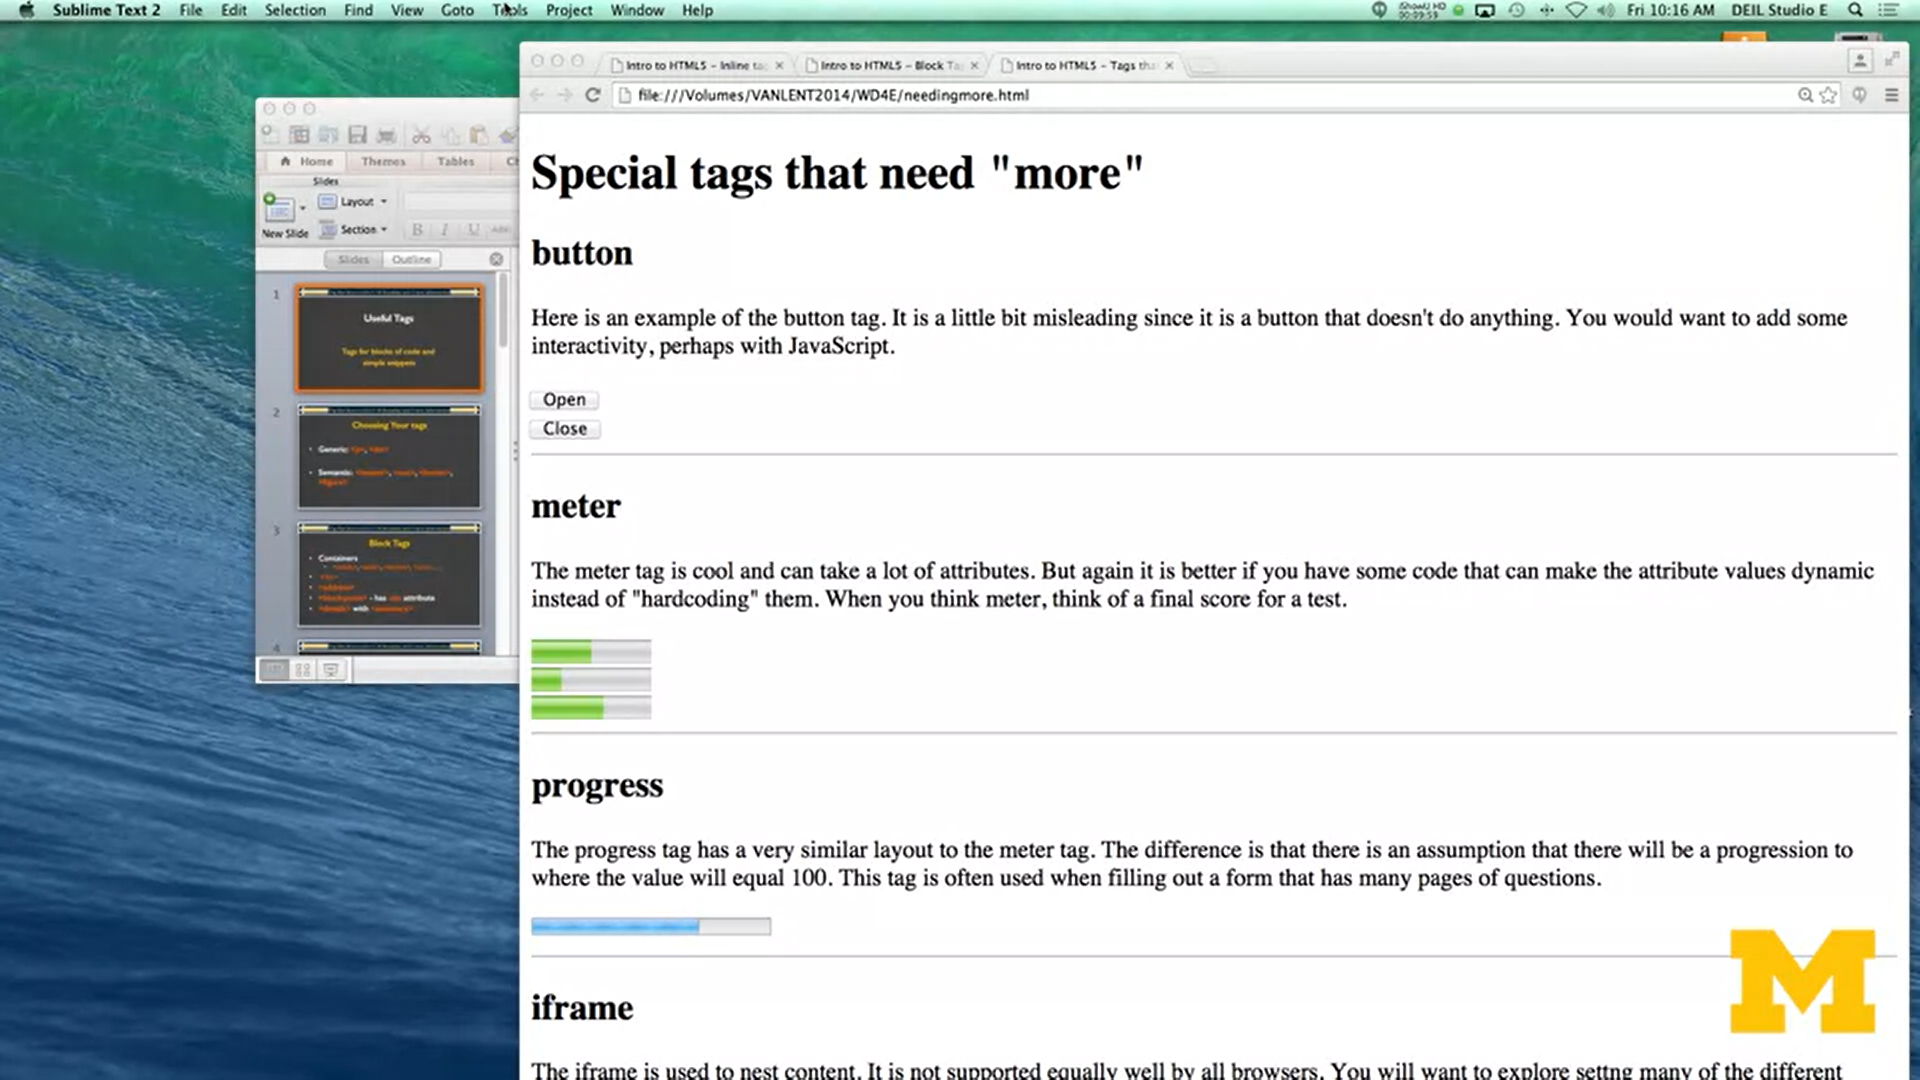 Sublime Text 2 File Edit Selection Find View Goto Tools Project Window Help
Fri 10:16 AM DEIL Studio E
Intro to HTML5 - Inline ta
Intro to HTML5 - Block Ta
Intro to HTML5 - Tags tha
file:///Volumes/VANLENT2014/WD4E/needingmore.html
Home Themes Tables
Slides
Layout
New Slide
Section
B I U
Slides Outline
1
Useful Tags
Tags for blocks of code and
simple snippets
2
Choosing Your tags
Generic:
Semantic:
3
Block Tags
Containers
- has attribute
with
4
Special tags that need "more"
button
Here is an example of the button tag. It is a little bit misleading since it is a button that doesn't do anything. You would want to add some
interactivity, perhaps with JavaScript.
Open
Close
meter
The meter tag is cool and can take a lot of attributes. But again it is better if you have some code that can make the attribute values dynamic
instead of "hardcoding" them. When you think meter, think of a final score for a test.
progress
The progress tag has a very similar layout to the meter tag. The difference is that there is an assumption that there will be a progression to
where the value will equal 100. This tag is often used when filling out a form that has many pages of questions.
iframe
The iframe is used to nest content. It is not supported equally well by all browsers. You will want to explore settng many of the different
M